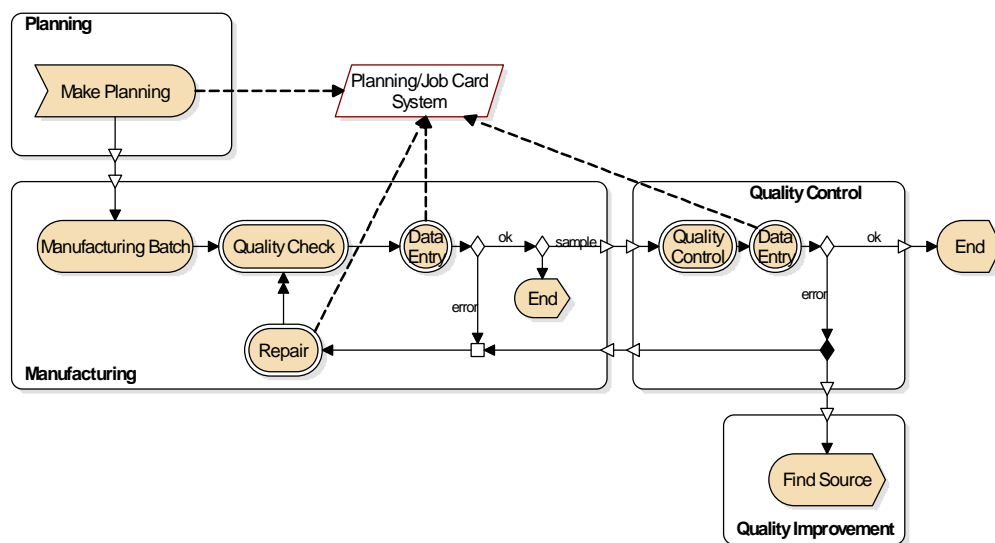 Planning
Make Planning
Planning/Job Card
System
Quality Control
Manufacturing Batch
Quality Check
Data
Entry
ok
sample
Quality
Control
Data
Entry
ok
End
End
error
error
Repair
Manufacturing
Find Source
Quality Improvement